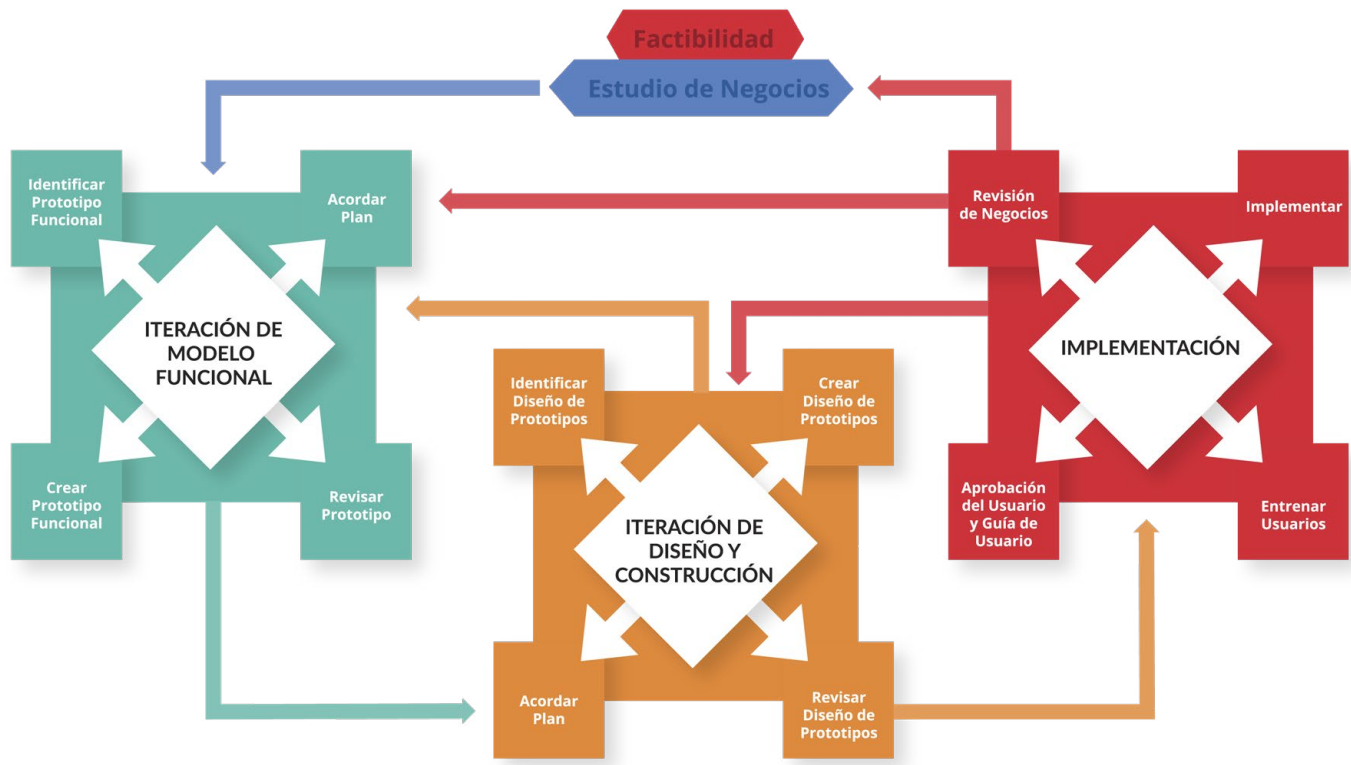 Factibilidad
Estudio de Negocios
Identificar
Prototipo
Funcional
Acordar
Plan
ITERACIÓN DE
MODELO
FUNCIONAL
Crear
Prototipo
Funcional
Revisar
Prototipo
Identificar
Diseño de
Prototipos
Crear
Diseño de
Prototipos
ITERACIÓN DE
DISEÑO Y
CONSTRUCCIÓN
Acordar
Plan
Revisar
Diseño de
Prototipos
Revisión
de Negocios
Implementar
IMPLEMENTACIÓN
Aprobación
del Usuario
y Guía de
Usuario
Entrenar
Usuarios